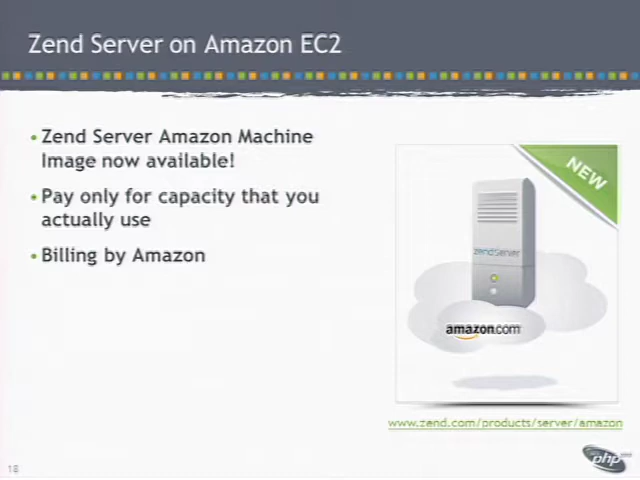 Zend Server on Amazon EC2
• Zend Server Amazon Machine
Image now available!
• Pay only for capacity that you
actually use
• Billing by Amazon
NEW
zendserver
amazon.com
www.zend.com/products/server/amazon
18
php